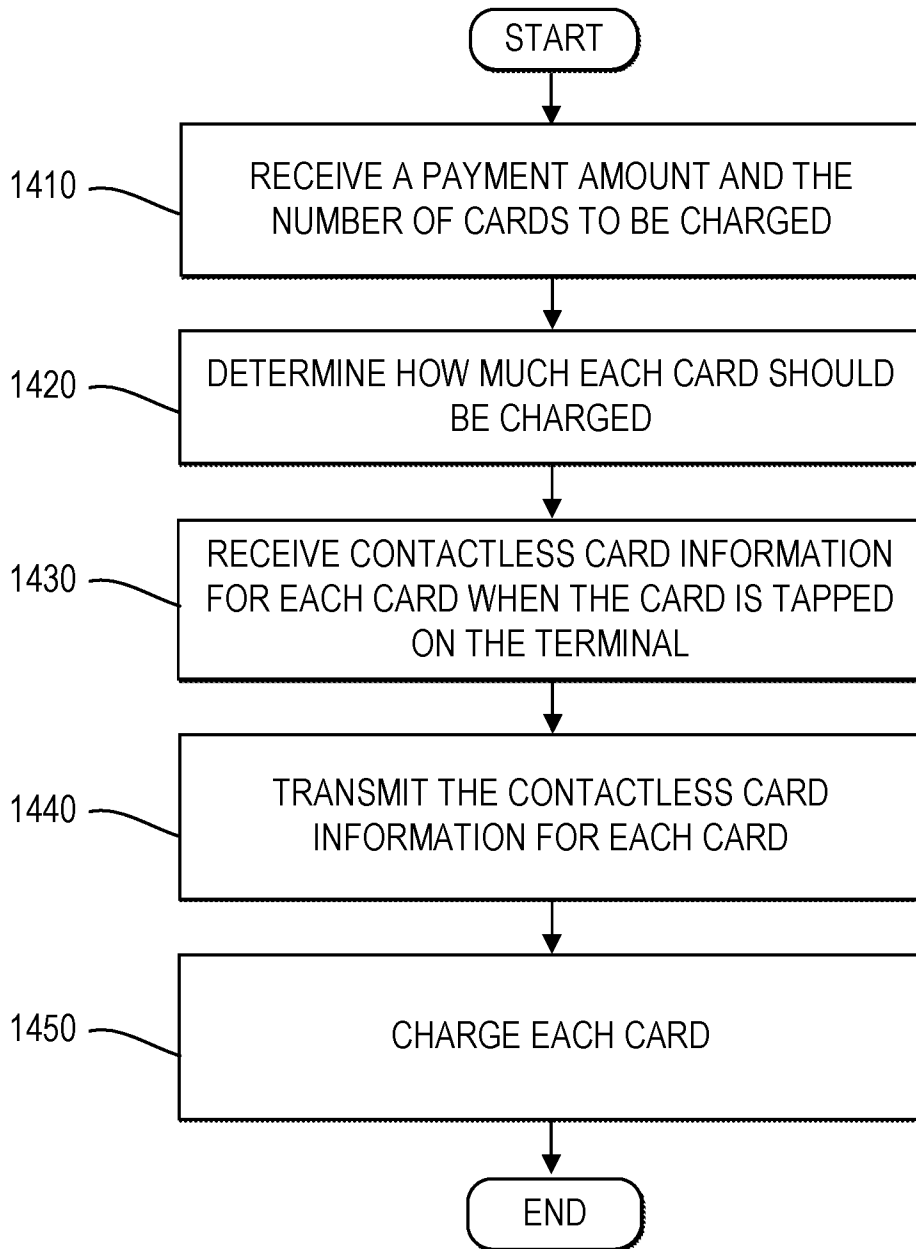 START
1410
RECEIVE A PAYMENT AMOUNT AND THE
NUMBER OF CARDS TO BE CHARGED
1420
DETERMINE HOW MUCH EACH CARD SHOULD
BE CHARGED
1430
RECEIVE CONTACTLESS CARD INFORMATION
FOR EACH CARD WHEN THE CARD IS TAPPED
ON THE TERMINAL
1440
TRANSMIT THE CONTACTLESS CARD
INFORMATION FOR EACH CARD
1450
CHARGE EACH CARD
END